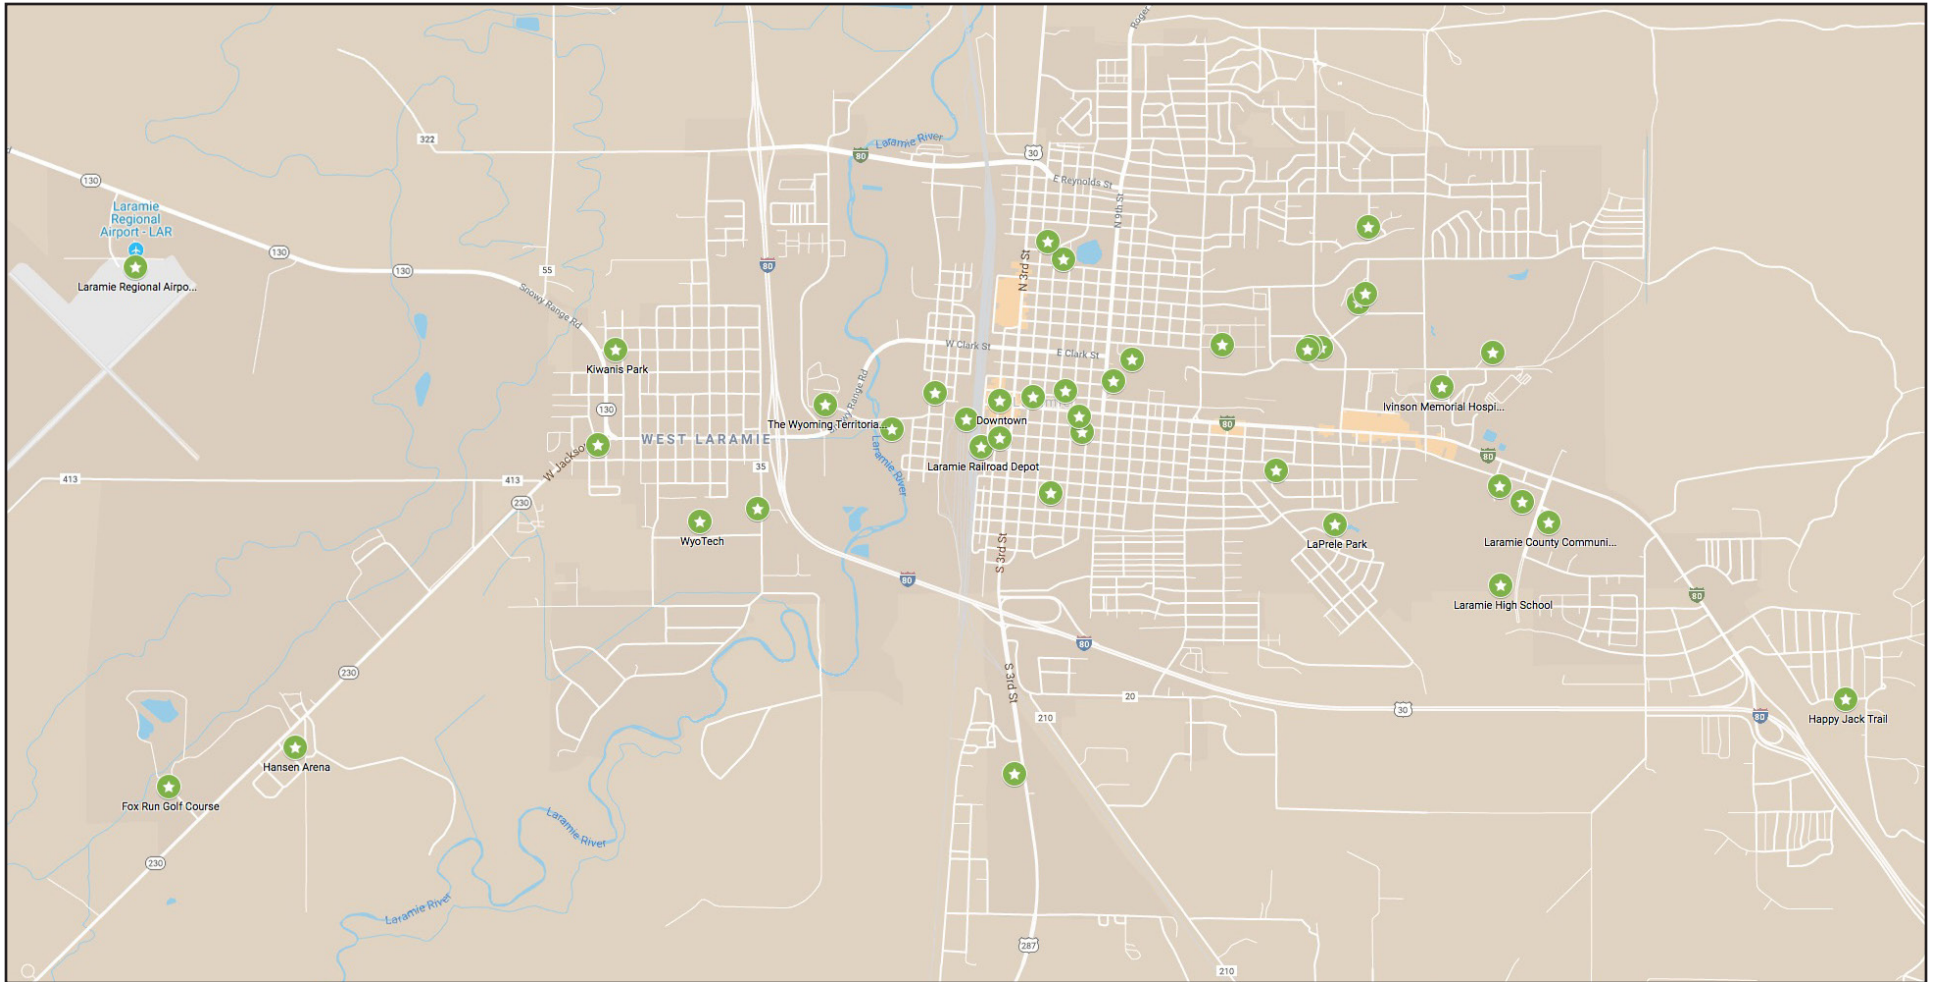 Roger
322
80
Laramie River
30
130
E Reynolds St
N 9th St
Laramie
Regional
Airport - LAR
130
130
55
80
N 3rd St
Laramie Regional Airpo...
Snowy Range Rd
W Clark St
E Clark St
Kiwanis Park
130
Ivinson Memorial Hospi...
Downtown
The Wyoming Territoria...
80
WEST LARAMIE
W Jackso
80
35
Laramie Railroad Depot
Laramie River
413
413
230
WyoTech
S 3rd St
LaPrele Park
Laramie County Communi...
80
80
Laramie High School
80
230
S 3rd St
20
30
80
210
Happy Jack Trail
Hansen Arena
Fox Run Golf Course
Laramie River
230
Laramie River
287
210